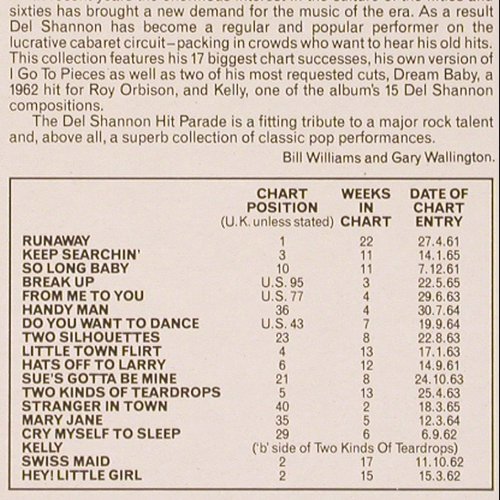 sixties has brought a new demand for the music of the era. As a result
Del Shannon has become a regular and popular performer on the
lucrative cabaret circuit–packing in crowds who want to hear his old hits.
This collection features his 17 biggest chart successes, his own version of
I Go To Pieces as well as two of his most requested cuts, Dream Baby, a
1962 hit for Roy Orbison, and Kelly, one of the album's 15 Del Shannon
compositions.
The Del Shannon Hit Parade is a fitting tribute to a major rock talent
and, above all, a superb collection of classic pop performances.
Bill Williams and Gary Wallington.
CHART WEEKS DATE OF
POSITION IN CHART
(U.K. unless stated) CHART ENTRY
RUNAWAY 1 22 27.4.61
KEEP SEARCHIN' 3 11 14.1.65
SO LONG BABY 10 11 7.12.61
BREAK UP U.S. 95 3 22.5.65
FROM ME TO YOU U.S. 77 4 29.6.63
HANDY MAN 36 4 30.7.64
DO YOU WANT TO DANCE U.S. 43 7 19.9.64
TWO SILHOUETTES 23 8 22.8.63
LITTLE TOWN FLIRT 4 13 17.1.63
HATS OFF TO LARRY 6 12 14.9.61
SUE'S GOTTA BE MINE 21 8 24.10.63
TWO KINDS OF TEARDROPS 5 13 25.4.63
STRANGER IN TOWN 40 2 18.3.65
MARY JANE 35 5 12.3.64
CRY MYSELF TO SLEEP 29 6 6.9.62
KELLY ('b' side of Two Kinds Of Teardrops)
SWISS MAID 2 17 11.10.62
HEY! LITTLE GIRL 2 15 15.3.62